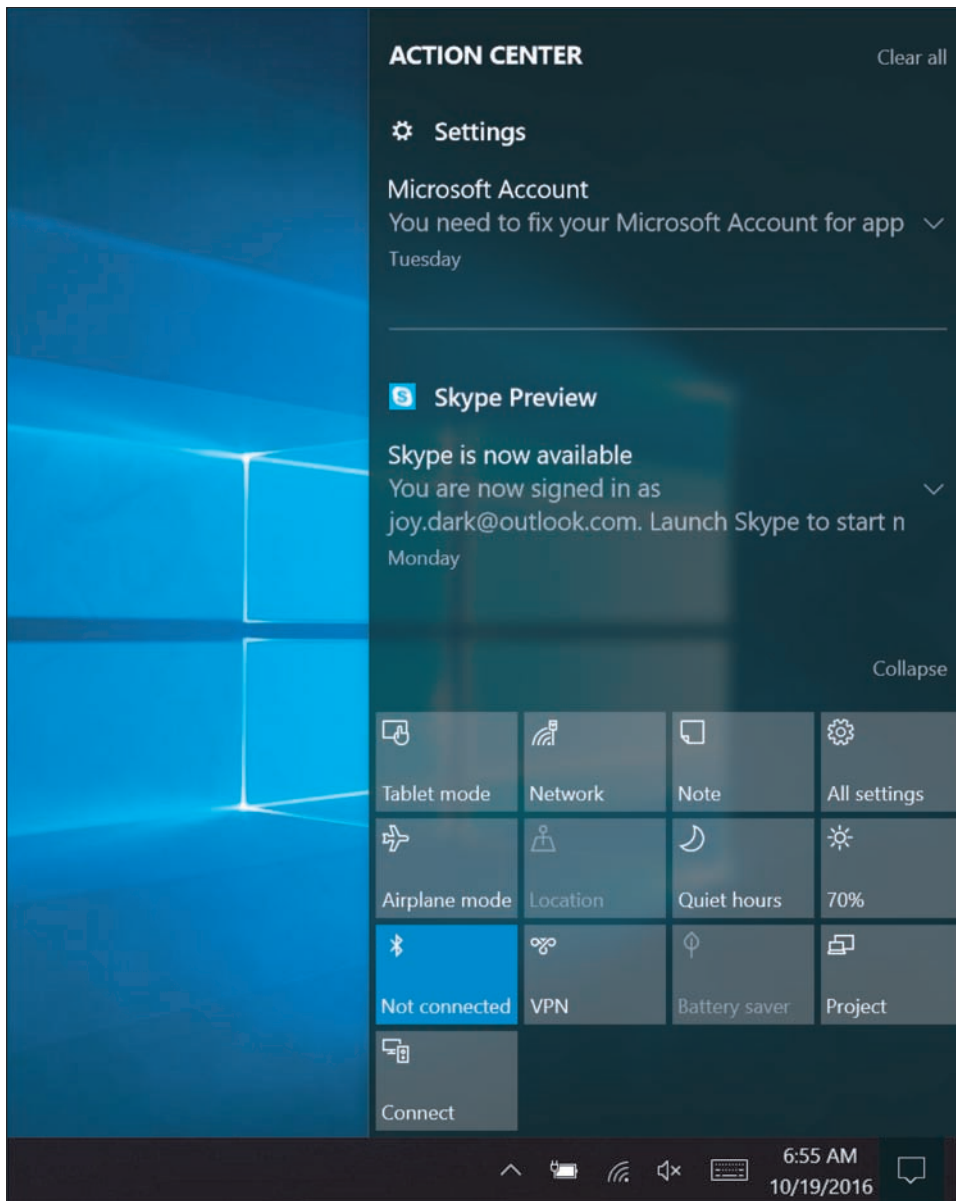 ACTION CENTER
Clear all
Settings
Microsoft Account
You need to fix your Microsoft Account for app
Tuesday
Skype Preview
Skype is now available
You are now signed in as
joy.dark@outlook.com. Launch Skype to start n
Monday
Collapse
Tablet mode
Network
Note
All settings
Airplane mode
Location
Quiet hours
70%
Not connected
VPN
Battery saver
Project
Connect
6:55 AM
10/19/2016